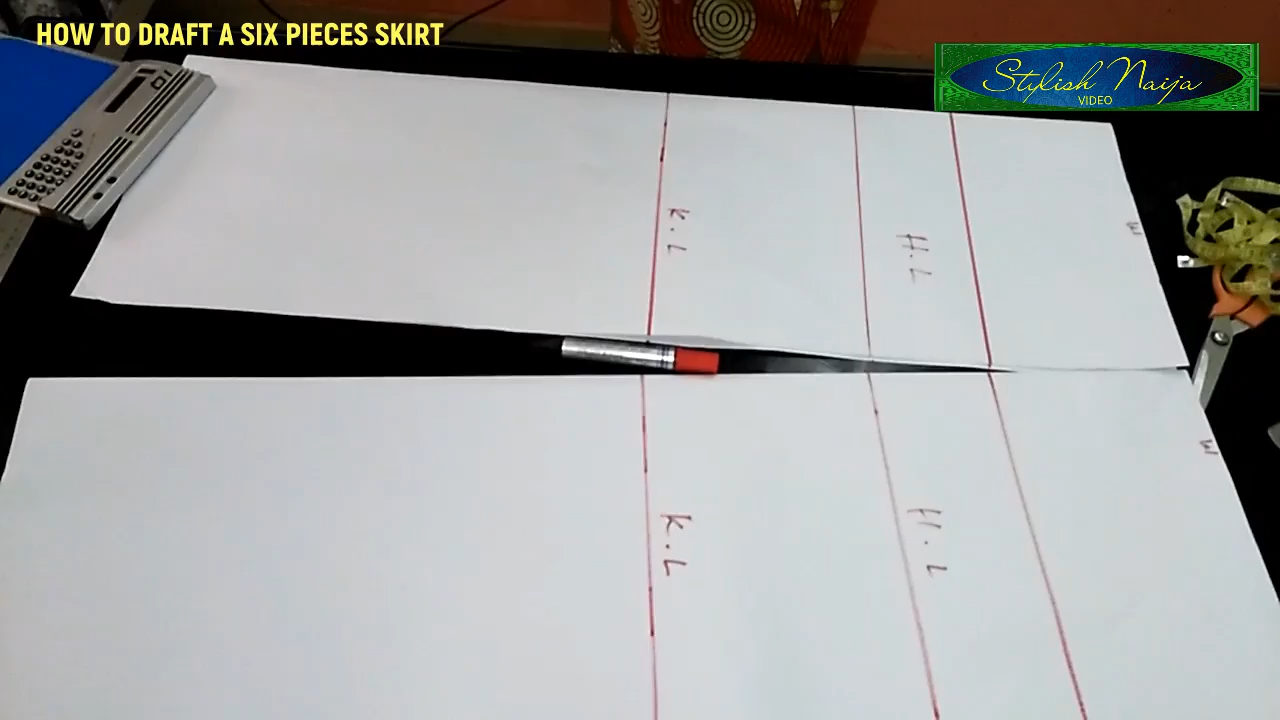 HOW TO DRAFT A SIX PIECES SKIRT
Stylish Naija
VIDEO
K.L
H.L
W
K.L
H.L
W